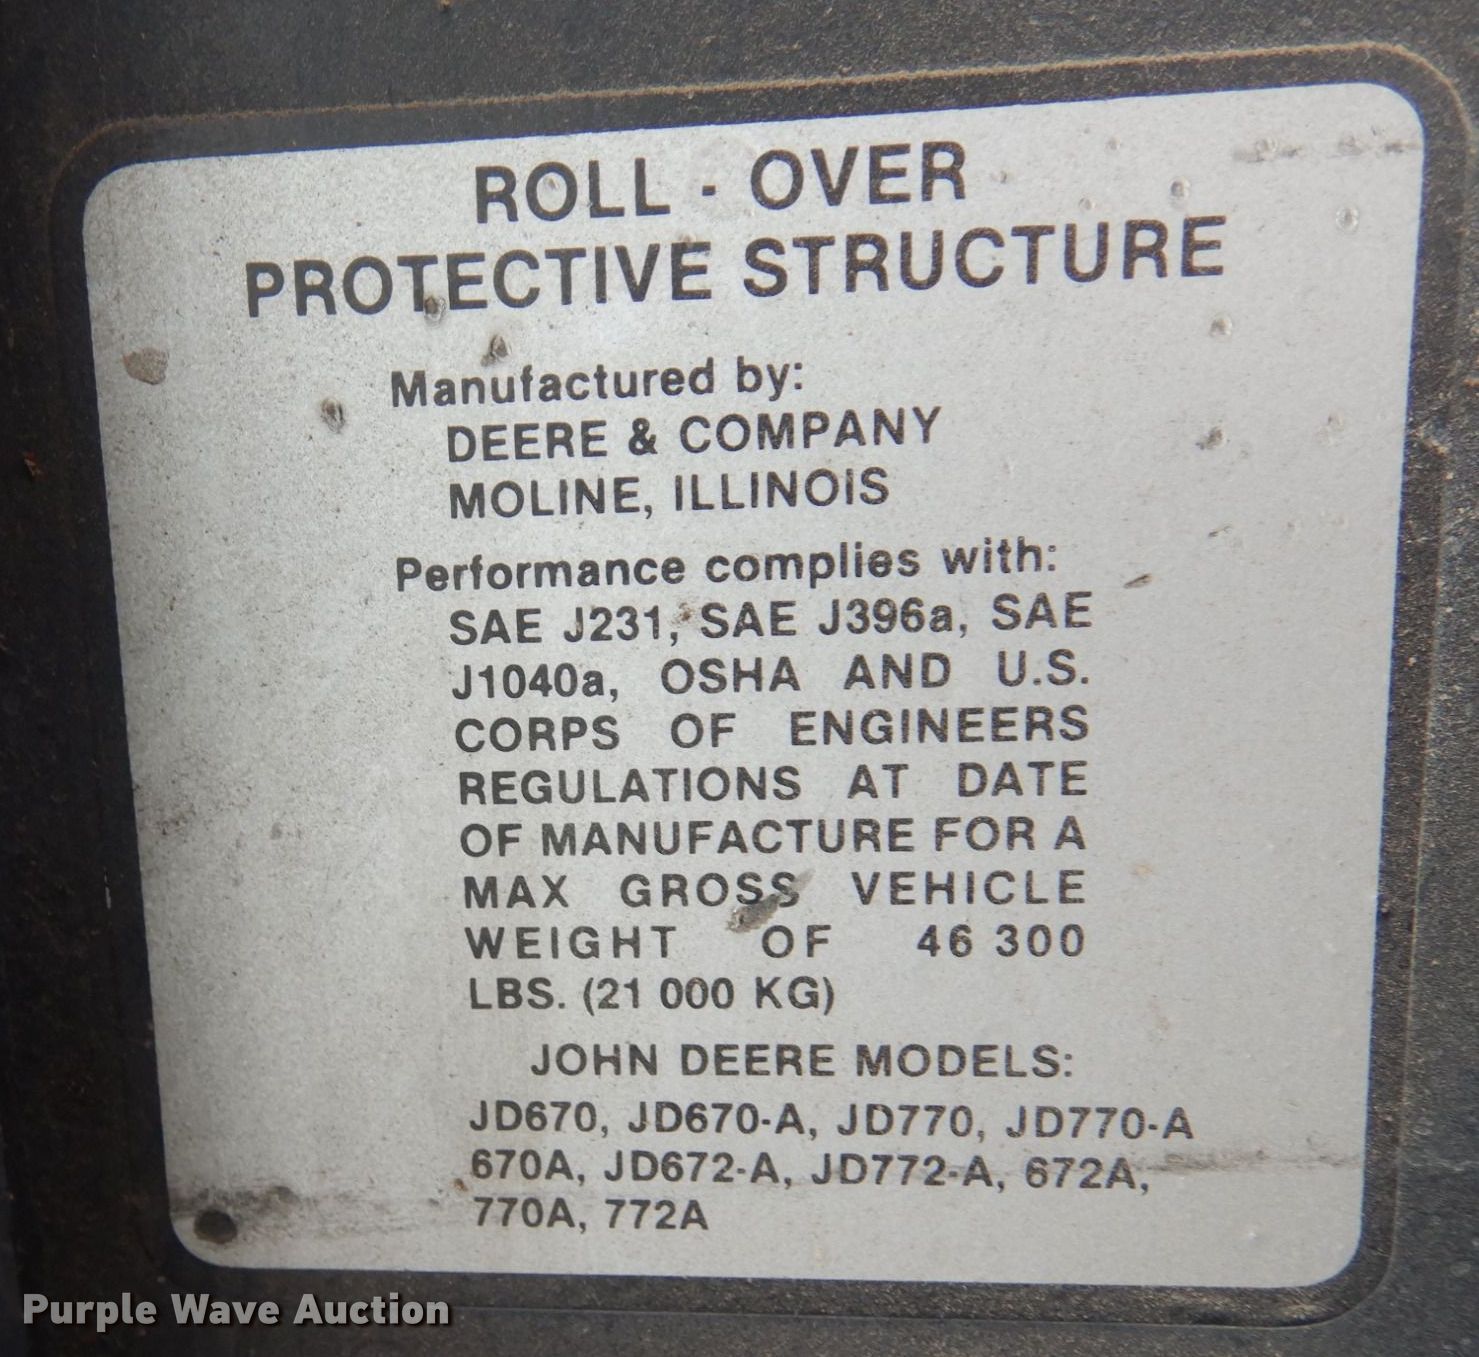 ROLL - OVER
PROTECTIVE STRUCTURE
Manufactured by:
DEERE & COMPANY
MOLINE, ILLINOIS
Performance complies with:
SAE J231, SAE J396a, SAE
J1040a, OSHA AND U.S.
CORPS OF ENGINEERS
REGULATIONS AT DATE
OF MANUFACTURE FOR A
MAX GROSS VEHICLE
WEIGHT OF 46 300
LBS. (21 000 KG)
JOHN DEERE MODELS:
JD670, JD670-A, JD770, JD770-A
670A, JD672-A, JD772-A, 672A,
770A, 772A
Purple Wave Auction